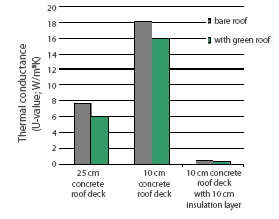 20
18
16
14
12
10
8
6
4
2
0
Thermal conductance
(U-value; W/m²K)
bare roof
with green roof
25 cm
concrete
roof deck
10 cm
concrete
roof deck
10 cm concrete
roof deck
with 10 cm
insulation layer